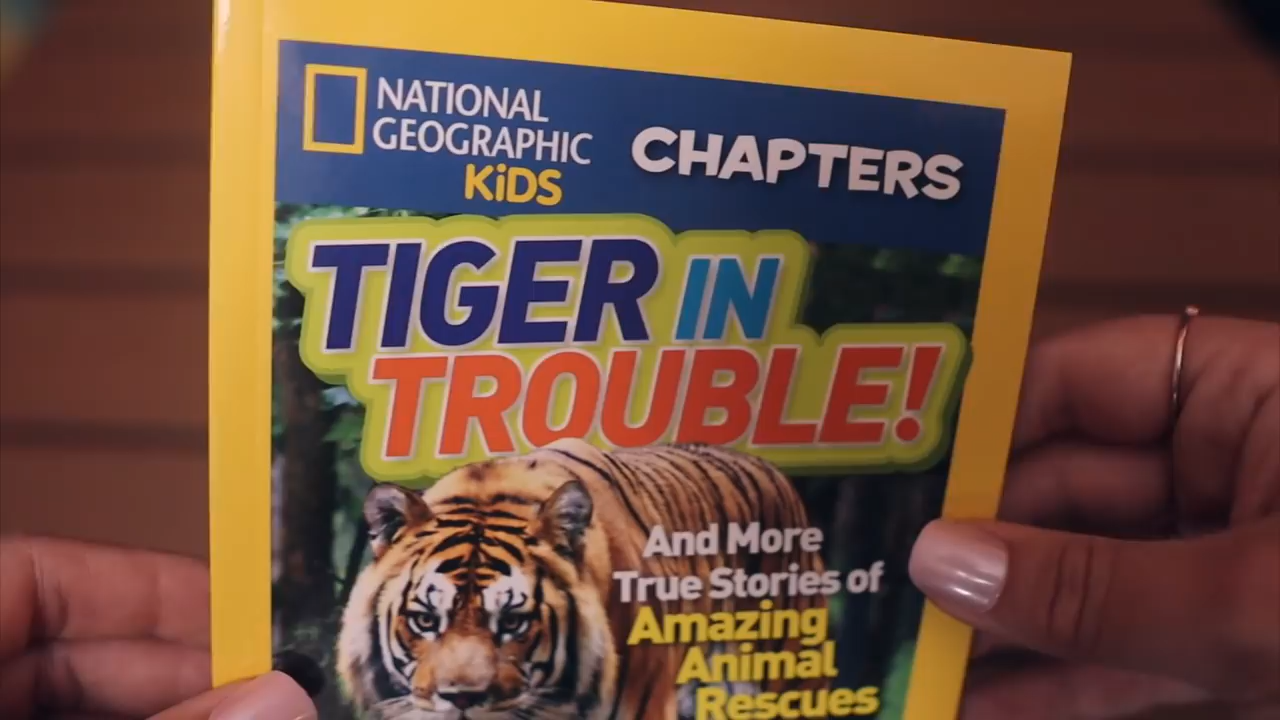 NATIONAL
GEOGRAPHIC
KiDS
CHAPTERS
TIGER IN
TROUBLE!
And More
True Stories of
Amazing
Animal
Rescues